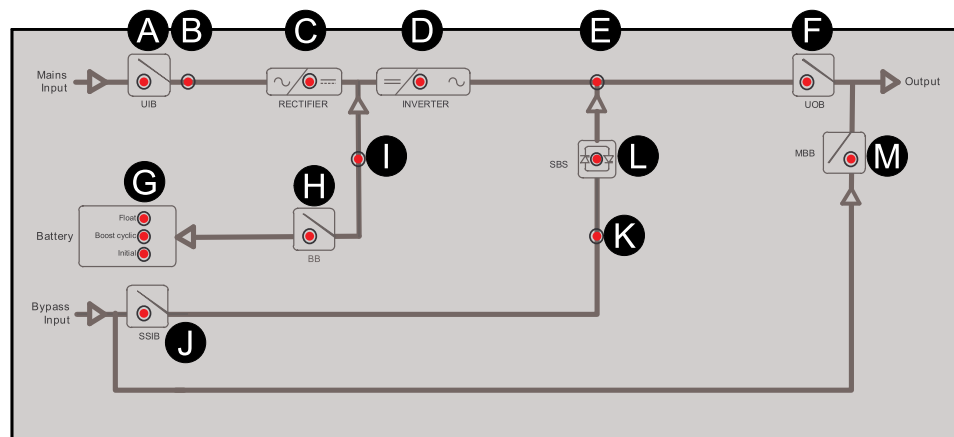 A
B
C
D
E
F
Mains
Input
UIB
RECTIFIER
INVERTER
UOB
Output
I
SBS
L
MBB
M
G
H
Float
Boost cyclic
Initial
Battery
BB
K
Bypass
Input
SSIB
J